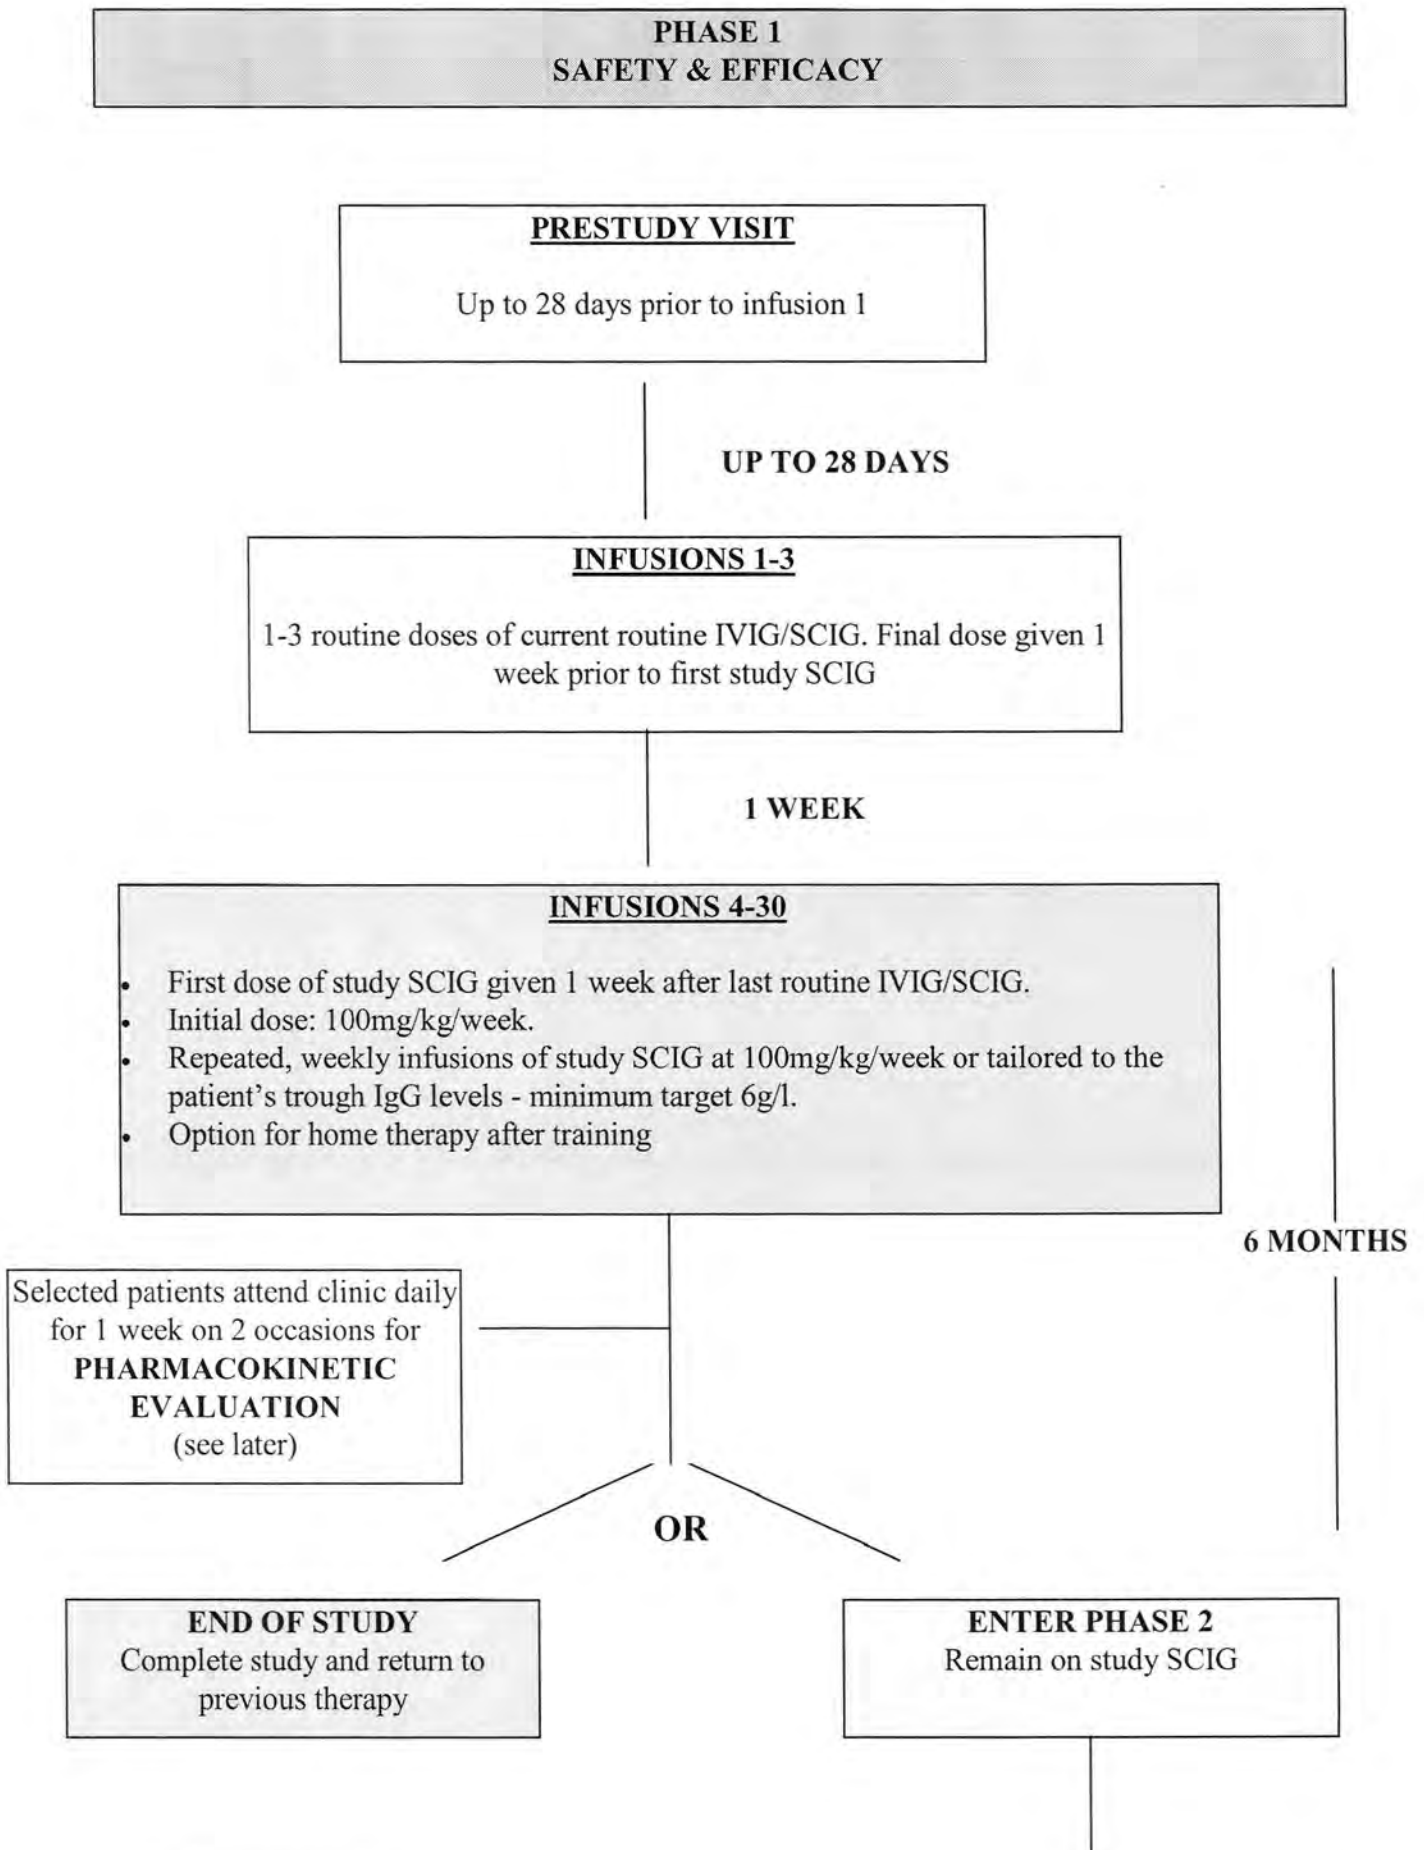 PHASE 1
SAFETY & EFFICACY
PRESTUDY VISIT
Up to 28 days prior to infusion 1
UP TO 28 DAYS
INFUSIONS 1-3
1-3 routine doses of current routine IVIG/SCIG. Final dose given 1
week prior to first study SCIG
1 WEEK
INFUSIONS 4-30
• First dose of study SCIG given 1 week after last routine IVIG/SCIG.
• Initial dose: 100mg/kg/week.
• Repeated, weekly infusions of study SCIG at 100mg/kg/week or tailored to the
patient's trough IgG levels - minimum target 6g/l.
• Option for home therapy after training
6 MONTHS
Selected patients attend clinic daily
for 1 week on 2 occasions for
PHARMACOKINETIC
EVALUATION
(see later)
OR
END OF STUDY
Complete study and return to
previous therapy
ENTER PHASE 2
Remain on study SCIG